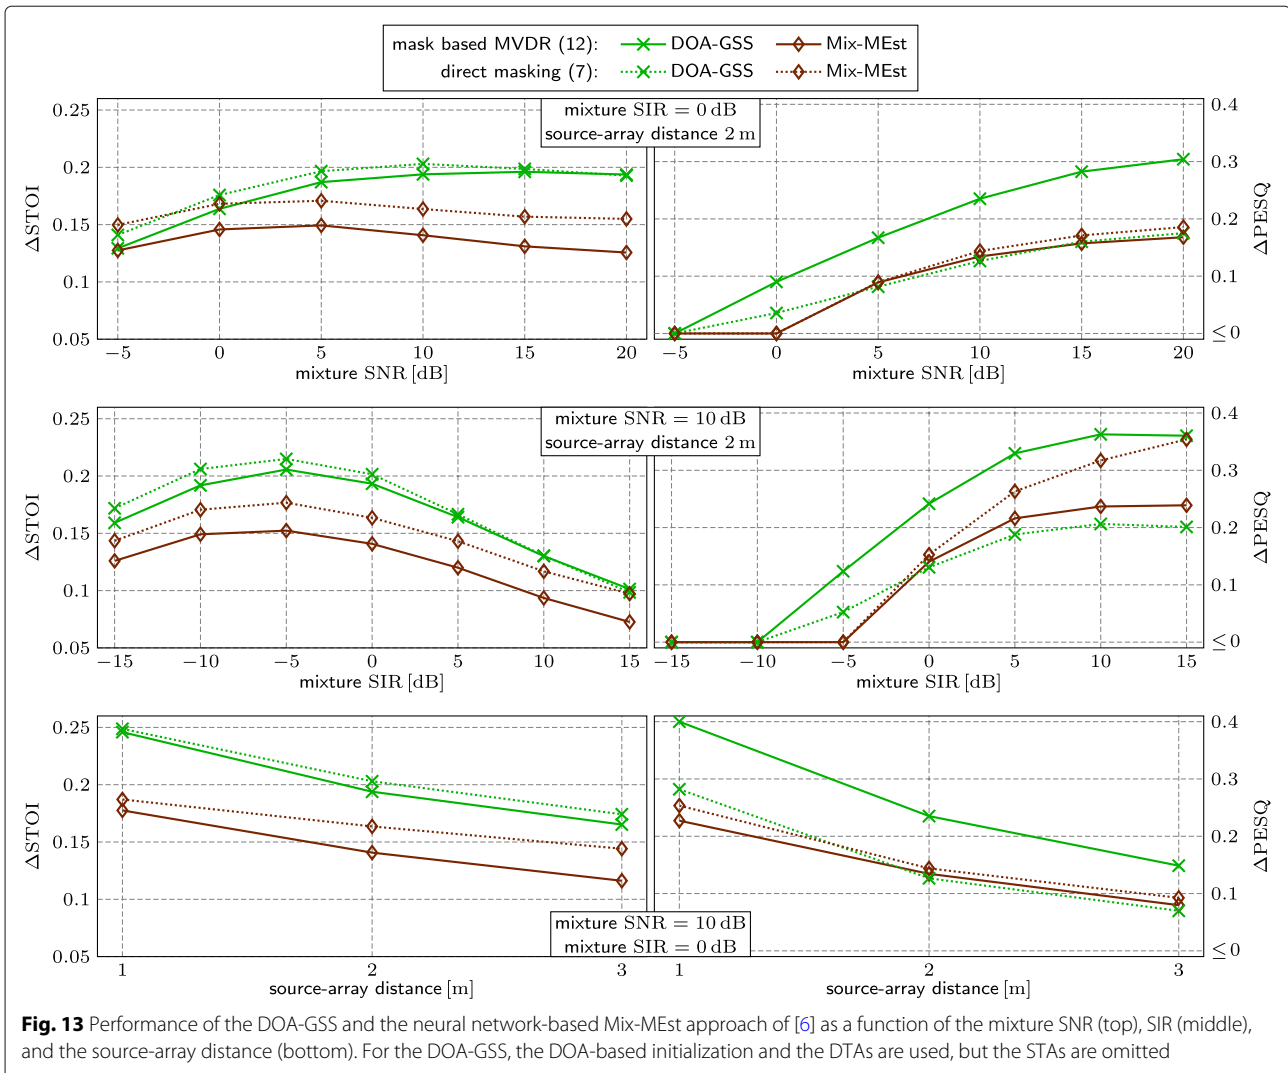 mask based MVDR (12): DOA-GSS Mix-MEst
direct masking (7): DOA-GSS Mix-MEst
mixture SIR = 0 dB
source-array distance 2 m
ΔSTOI
0.25
0.2
0.15
0.1
0.05
−5 0 5 10 15 20
mixture SNR [dB]
0.4
0.3
0.2
0.1
≤ 0
ΔPESQ
−5 0 5 10 15 20
mixture SNR [dB]
mixture SNR = 10 dB
source-array distance 2 m
ΔSTOI
0.25
0.2
0.15
0.1
0.05
−15 −10 −5 0 5 10 15
mixture SIR [dB]
0.4
0.3
0.2
0.1
≤ 0
ΔPESQ
−15 −10 −5 0 5 10 15
mixture SIR [dB]
ΔSTOI
0.25
0.2
0.15
0.1
0.05
1 2 3
source-array distance [m]
mixture SNR = 10 dB
mixture SIR = 0 dB
0.4
0.3
0.2
0.1
≤ 0
ΔPESQ
1 2 3
source-array distance [m]
Fig. 13 Performance of the DOA-GSS and the neural network-based Mix-MEst approach of [6] as a function of the mixture SNR (top), SIR (middle),
and the source-array distance (bottom). For the DOA-GSS, the DOA-based initialization and the DTAs are used, but the STAs are omitted